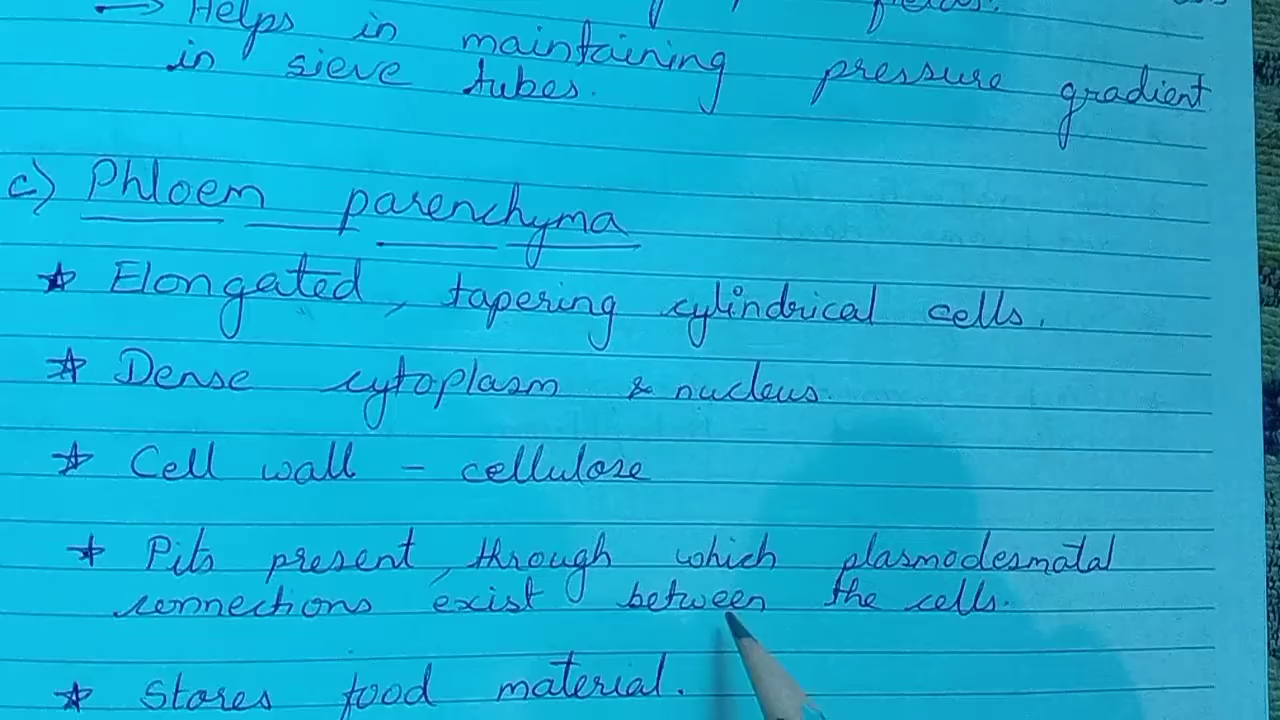 → Helps in maintaining pressure gradient
in sieve tubes.
c) Phloem parenchyma
* Elongated, tapering cylindrical cells.
* Dense cytoplasm & nucleus.
* Cell wall - cellulose
* Pits present, through which plasmodesmatal
connections exist between the cells.
* Stores food material.